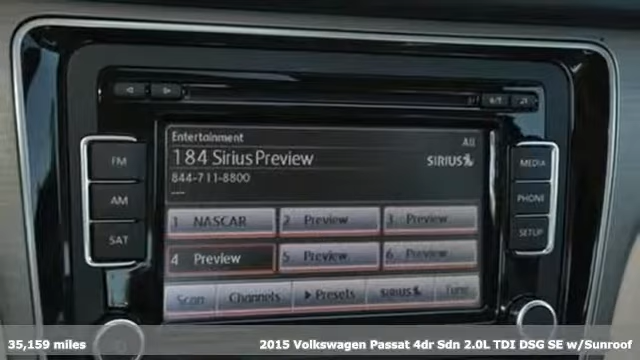 Entertainment
All
184 SiriusPreview
SIRIUS
844-711-8800
---
FM
AM
SAT
MEDIA
PHONE
SETUP
1 NASCAR
2 Preview
3 Preview
4 Preview
5 Preview
6 Preview
Scan
Channels
Presets
SIRIUS
Tune
35,159 miles
2015 Volkswagen Passat 4dr Sdn 2.0L TDI DSG SE w/Sunroof